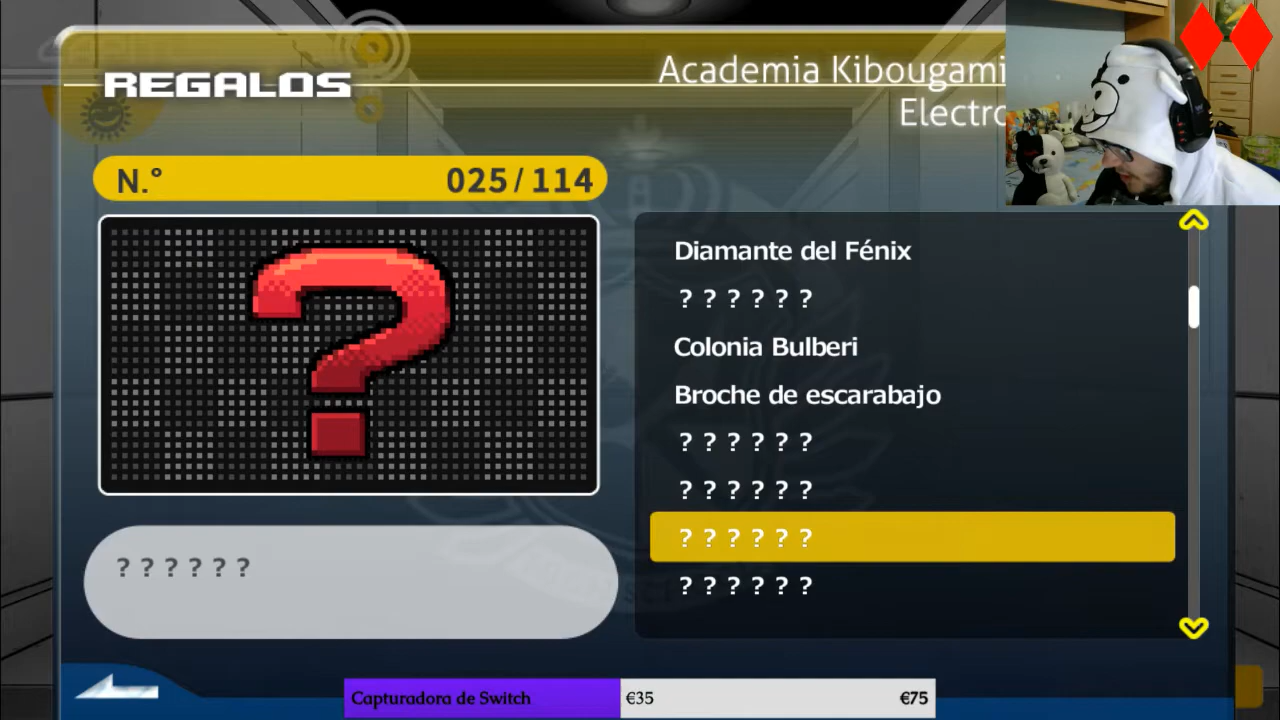 REGALOS
Academia Kibougami
Electro
N.° 025/114
Diamante del Fénix
? ? ? ? ? ?
Colonia Bulberi
Broche de escarabajo
? ? ? ? ? ?
? ? ? ? ? ?
? ? ? ? ? ?
? ? ? ? ? ?
? ? ? ? ? ?
Capturadora de Switch €35 €75